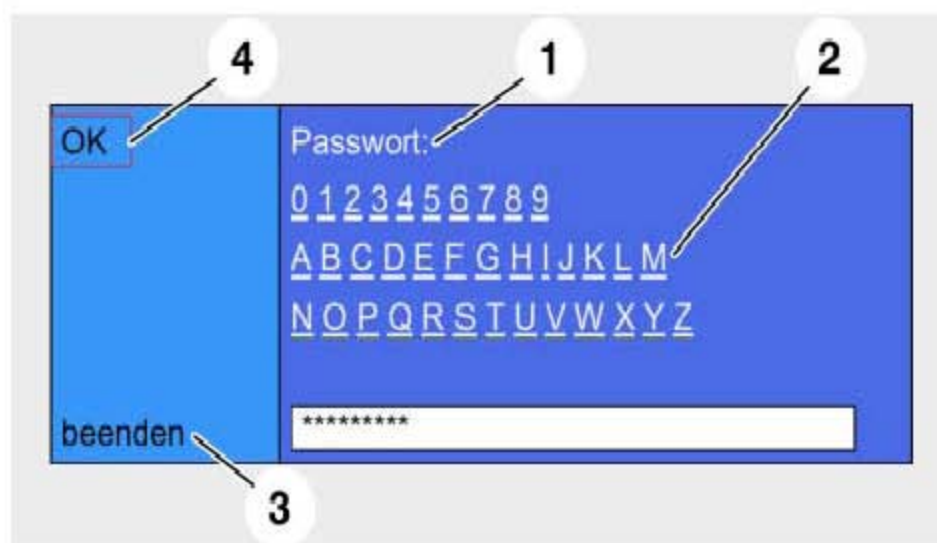 4 1 2
OK
Passwort:
0 1 2 3 4 5 6 7 8 9
A B C D E F G H I J K L M
N O P Q R S T U V W X Y Z
beenden
*********
3